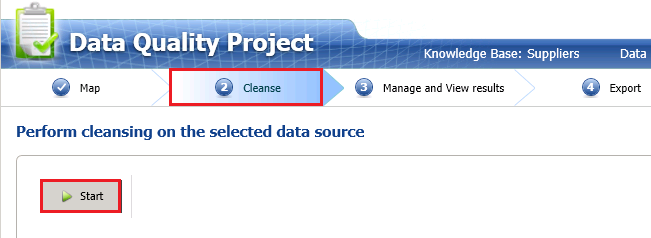 Data Quality Project
Knowledge Base: Suppliers Data
Map 2 Cleanse 3 Manage and View results 4 Export
Perform cleansing on the selected data source
Start